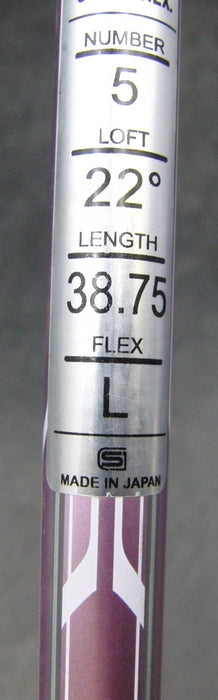 NUMBER
5
LOFT
22°
LENGTH
38.75
FLEX
L
S
MADE IN JAPAN